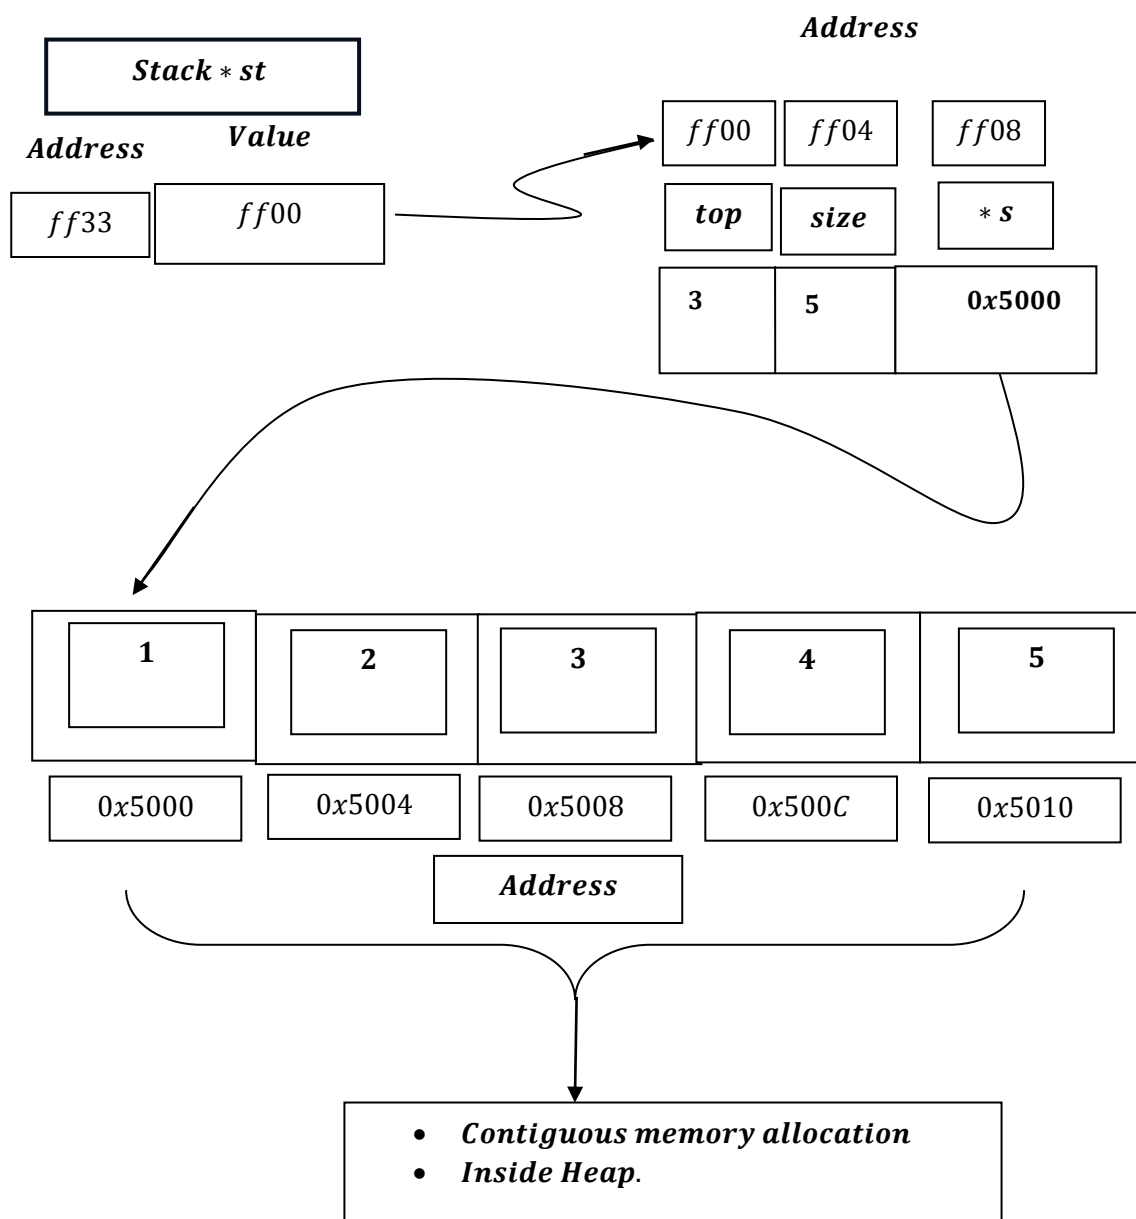 Address
Stack * st
Address Value
ff33 ff00
ff00 ff04 ff08
top size * s
3 5 0x5000
1 2 3 4 5
0x5000 0x5004 0x5008 0x500C 0x5010
Address
• Contiguous memory allocation
• Inside Heap.